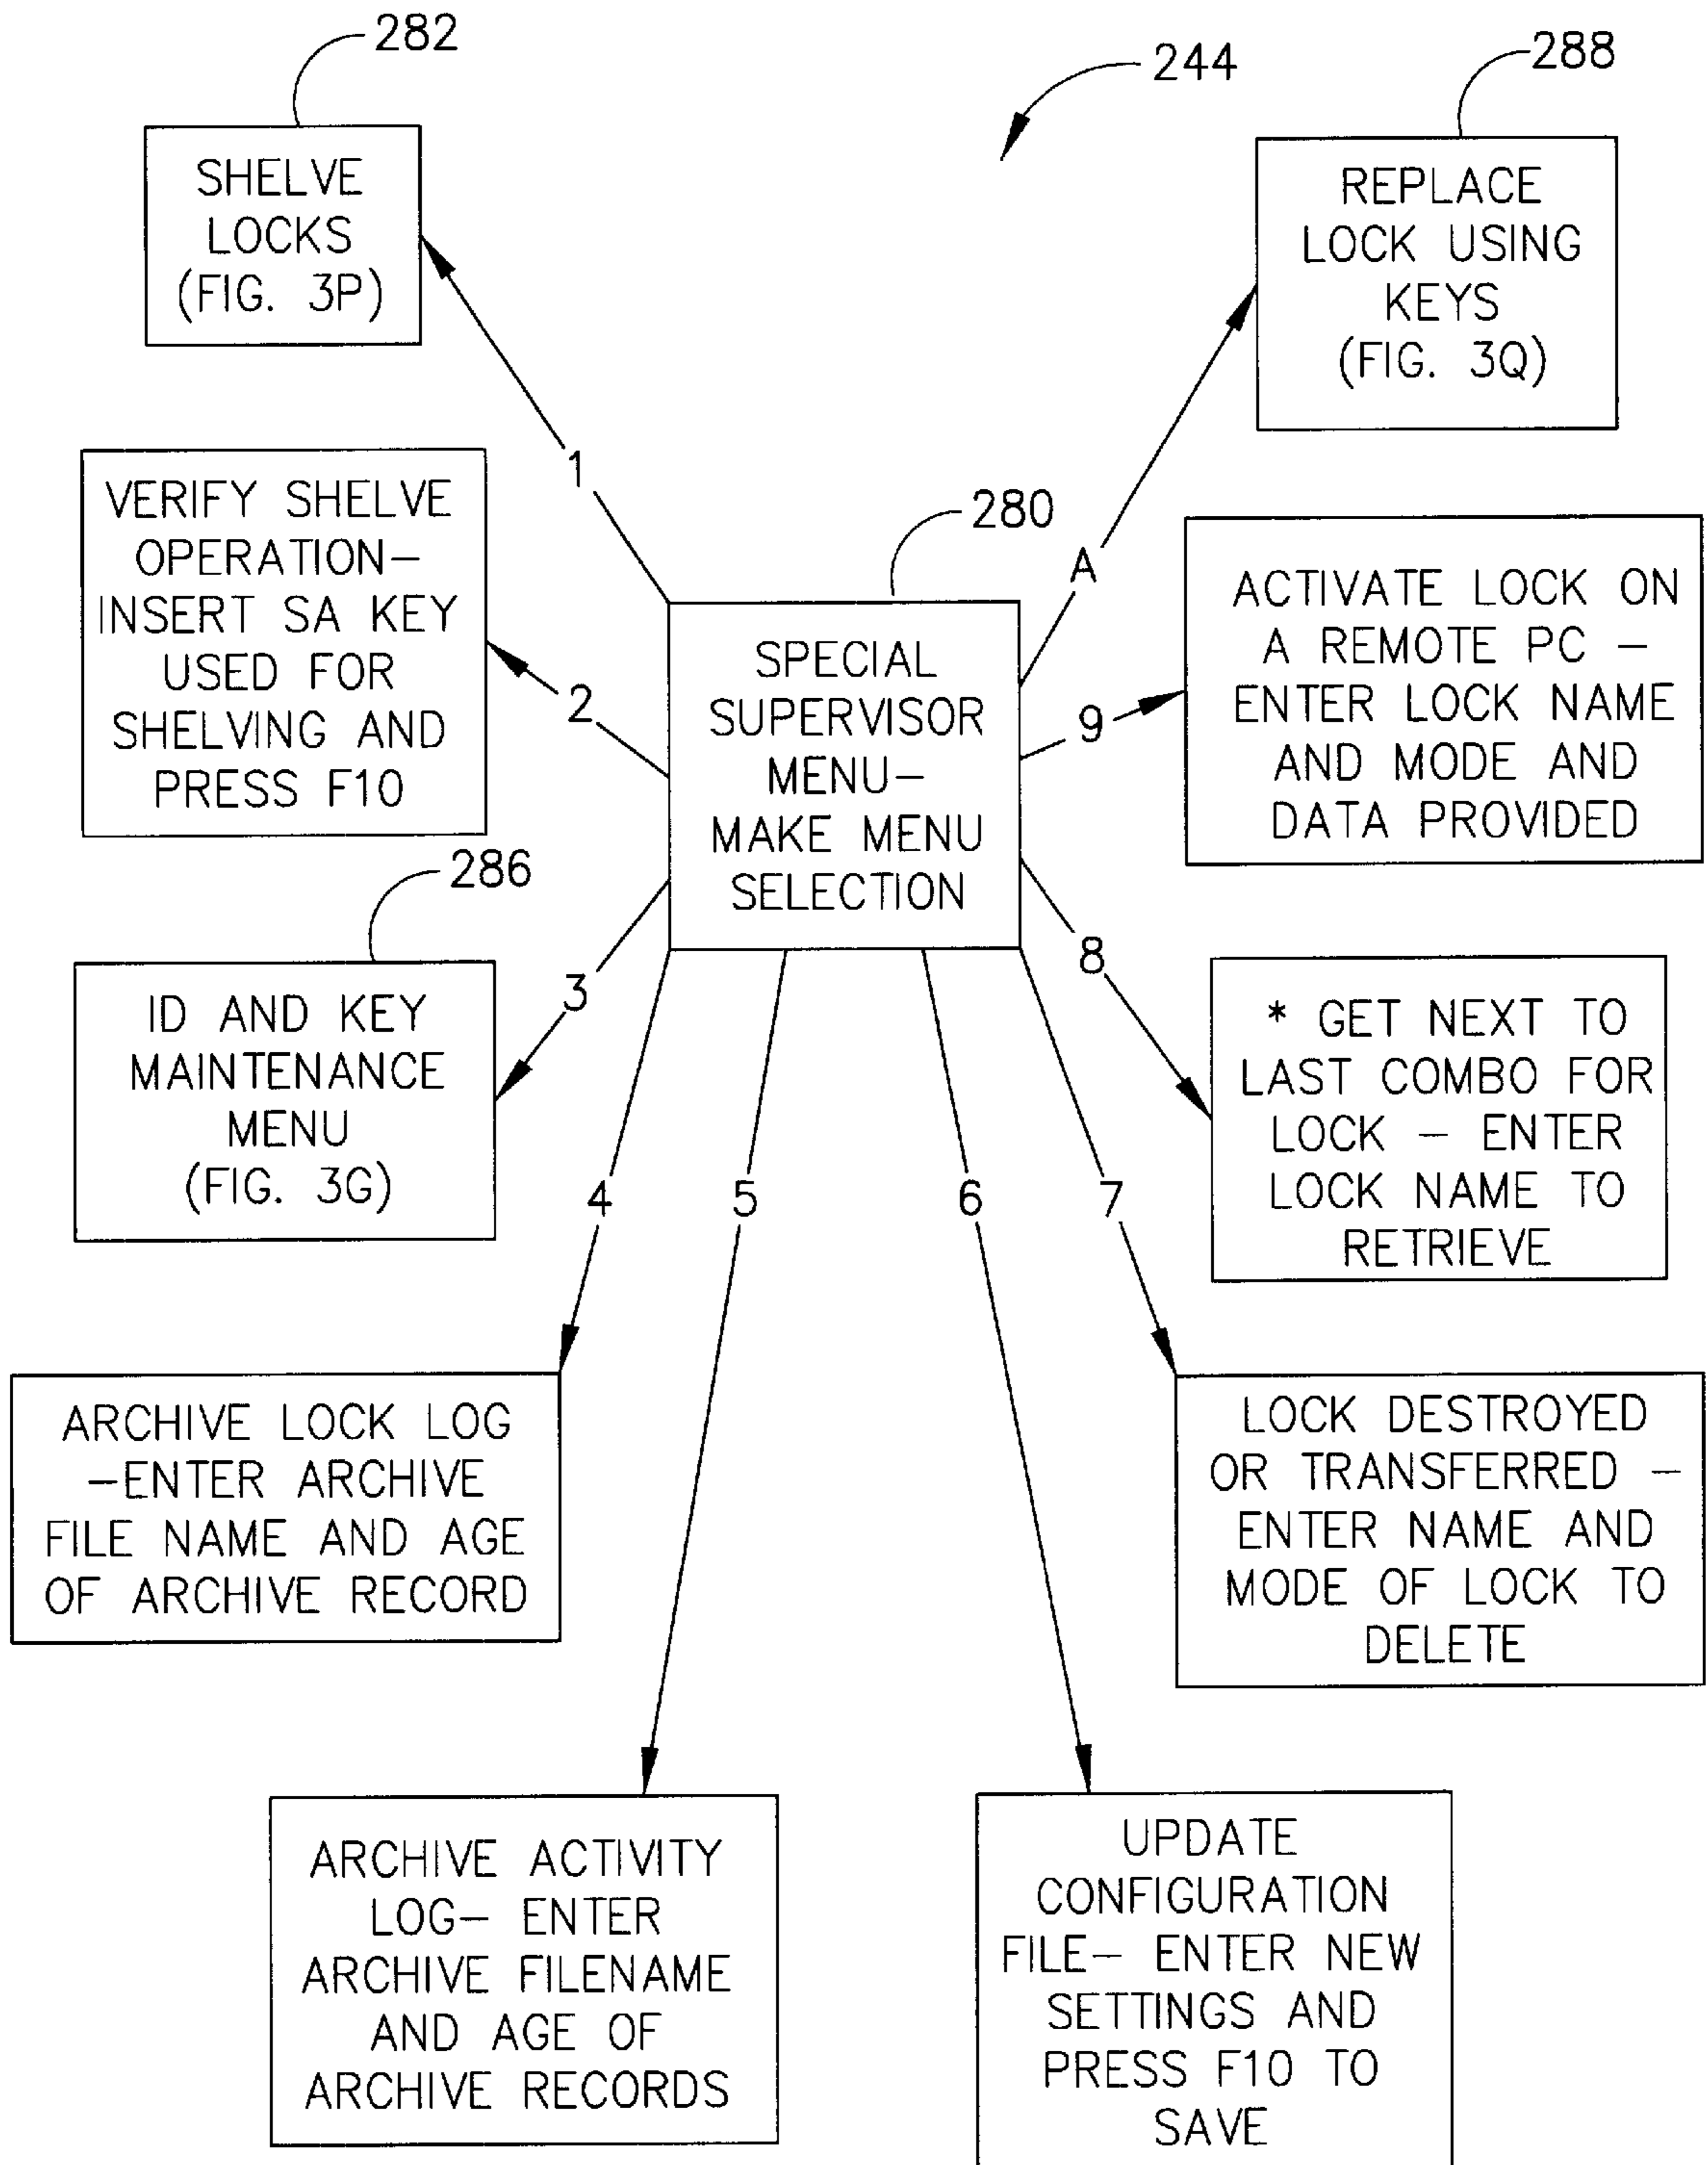 282
244
288
SHELVE
LOCKS
(FIG. 3P)
REPLACE
LOCK USING
KEYS
(FIG. 3Q)
1
A
VERIFY SHELVE
OPERATION–
INSERT SA KEY
USED FOR
SHELVING AND
PRESS F10
2
280
SPECIAL
SUPERVISOR
MENU–
MAKE MENU
SELECTION
9
ACTIVATE LOCK ON
A REMOTE PC –
ENTER LOCK NAME
AND MODE AND
DATA PROVIDED
286
ID AND KEY
MAINTENANCE
MENU
(FIG. 3G)
3
8
* GET NEXT TO
LAST COMBO FOR
LOCK – ENTER
LOCK NAME TO
RETRIEVE
4
5
6
7
ARCHIVE LOCK LOG
–ENTER ARCHIVE
FILE NAME AND AGE
OF ARCHIVE RECORD
LOCK DESTROYED
OR TRANSFERRED –
ENTER NAME AND
MODE OF LOCK TO
DELETE
ARCHIVE ACTIVITY
LOG– ENTER
ARCHIVE FILENAME
AND AGE OF
ARCHIVE RECORDS
UPDATE
CONFIGURATION
FILE– ENTER NEW
SETTINGS AND
PRESS F10 TO
SAVE